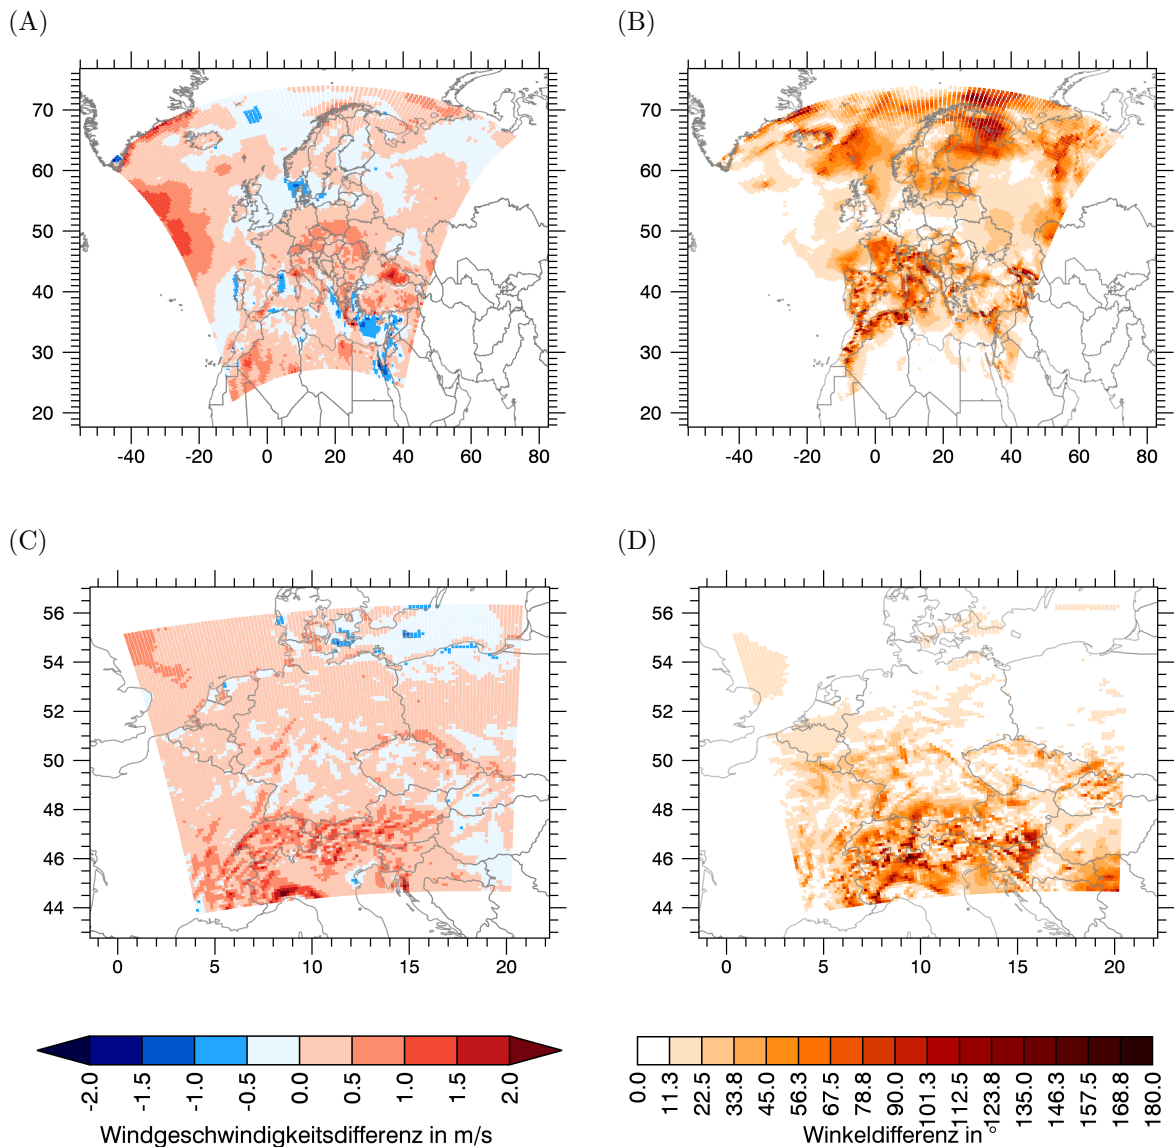 (A) (B)
70 70
60 60
50 50
40 40
30 30
20 20
-40 -20 0 20 40 60 80 -40 -20 0 20 40 60 80
(C) (D)
56 56
54 54
52 52
50 50
48 48
46 46
44 44
0 5 10 15 20 0 5 10 15 20
-2.0 -1.5 -1.0 -0.5 0.0 0.5 1.0 1.5 2.0 0.0 11.3 22.5 33.8 45.0 56.3 67.5 78.8 90.0 101.3 112.5 123.8 135.0 146.3 157.5 168.8 180.0
Windgeschwindigkeitsdifferenz in m/s Winkeldifferenz in °